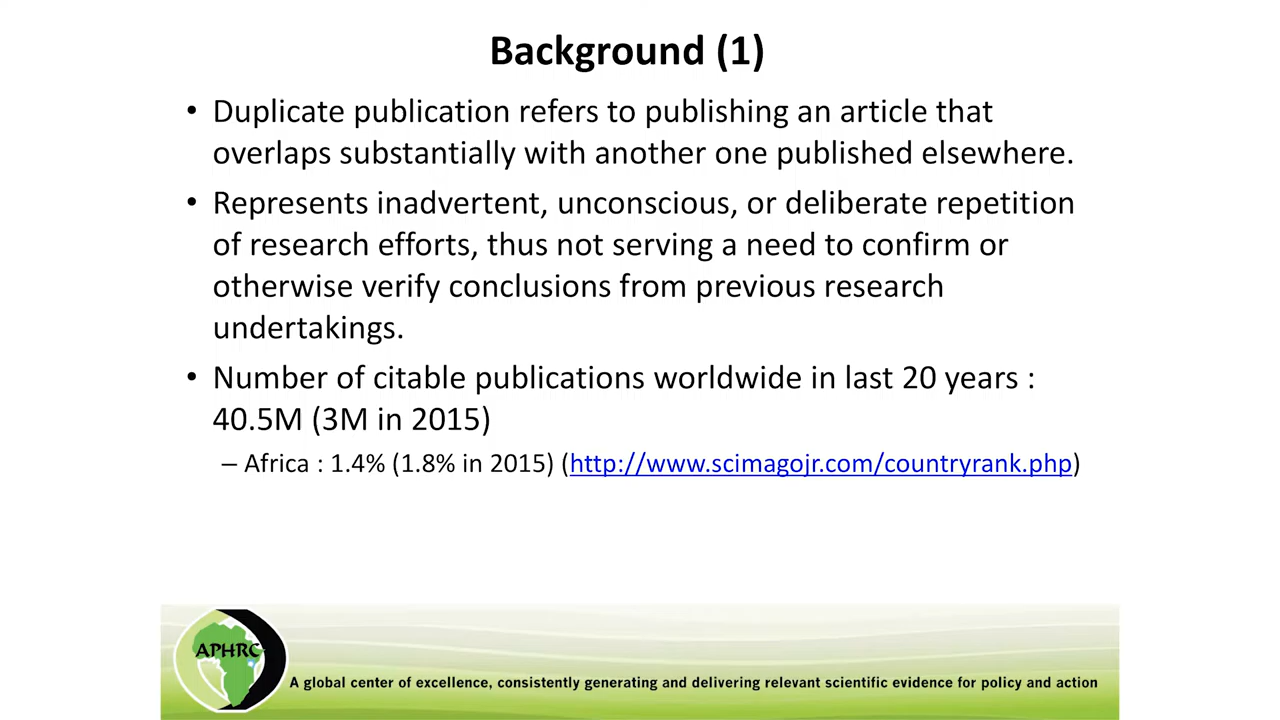 Background (1)
• Duplicate publication refers to publishing an article that
overlaps substantially with another one published elsewhere.
• Represents inadvertent, unconscious, or deliberate repetition
of research efforts, thus not serving a need to confirm or
otherwise verify conclusions from previous research
undertakings.
• Number of citable publications worldwide in last 20 years :
40.5M (3M in 2015)
– Africa : 1.4% (1.8% in 2015) (http://www.scimagojr.com/countryrank.php)
APHRC
A global center of excellence, consistently generating and delivering relevant scientific evidence for policy and action